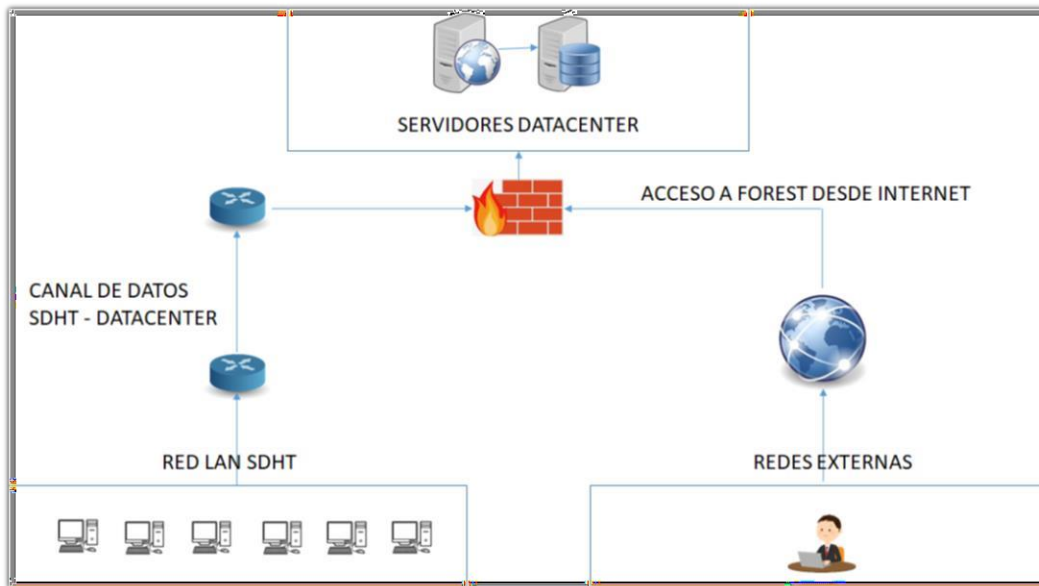 SERVIDORES DATACENTER
ACCESO A FOREST DESDE INTERNET
CANAL DE DATOS
SDHT - DATACENTER
RED LAN SDHT
REDES EXTERNAS